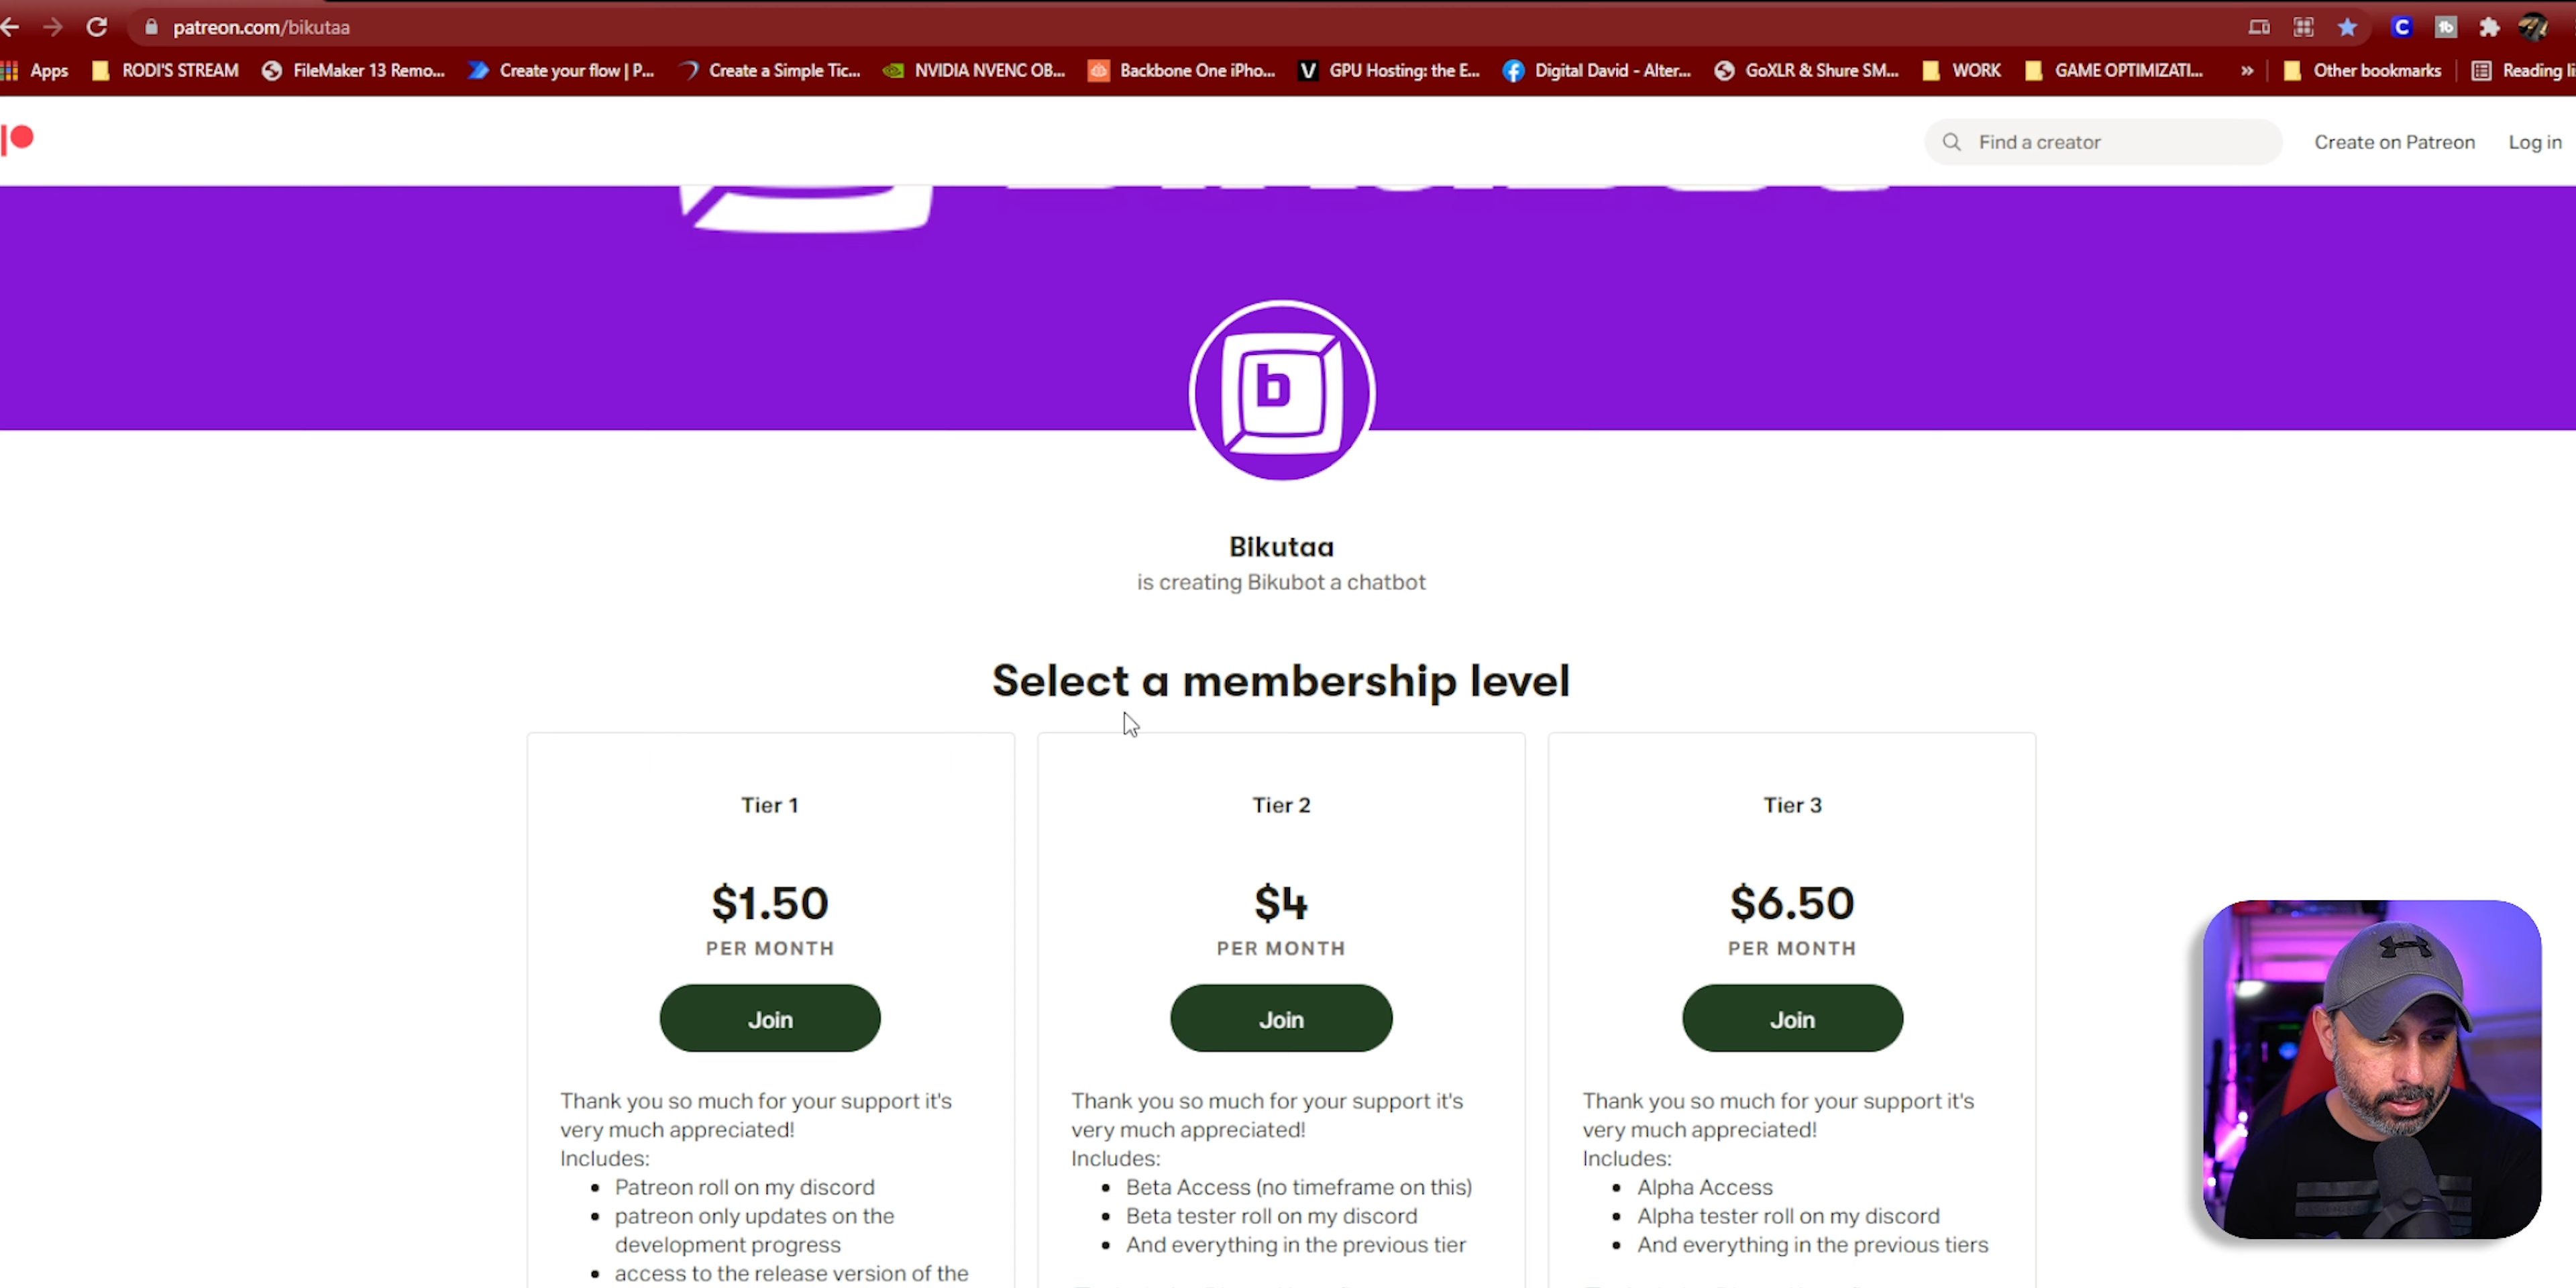 patreon.com/bikutaa
Apps RODI'S STREAM FileMaker 13 Remo... Create your flow | P... Create a Simple Tic... NVIDIA NVENC OB... Backbone One iPho... V GPU Hosting: the E... Digital David - Alter... GoXLR & Shure SM... WORK GAME OPTIMIZATI... » Other bookmarks Reading li
Find a creator Create on Patreon Log in
b
Bikutaa
is creating Bikubot a chatbot
Select a membership level
Tier 1
$1.50
PER MONTH
Join
Thank you so much for your support it's
very much appreciated!
Includes:
• Patreon roll on my discord
• patreon only updates on the
development progress
• access to the release version of the
Tier 2
$4
PER MONTH
Join
Thank you so much for your support it's
very much appreciated!
Includes:
• Beta Access (no timeframe on this)
• Beta tester roll on my discord
• And everything in the previous tier
Tier 3
$6.50
PER MONTH
Join
Thank you so much for your support it's
very much appreciated!
Includes:
• Alpha Access
• Alpha tester roll on my discord
• And everything in the previous tiers